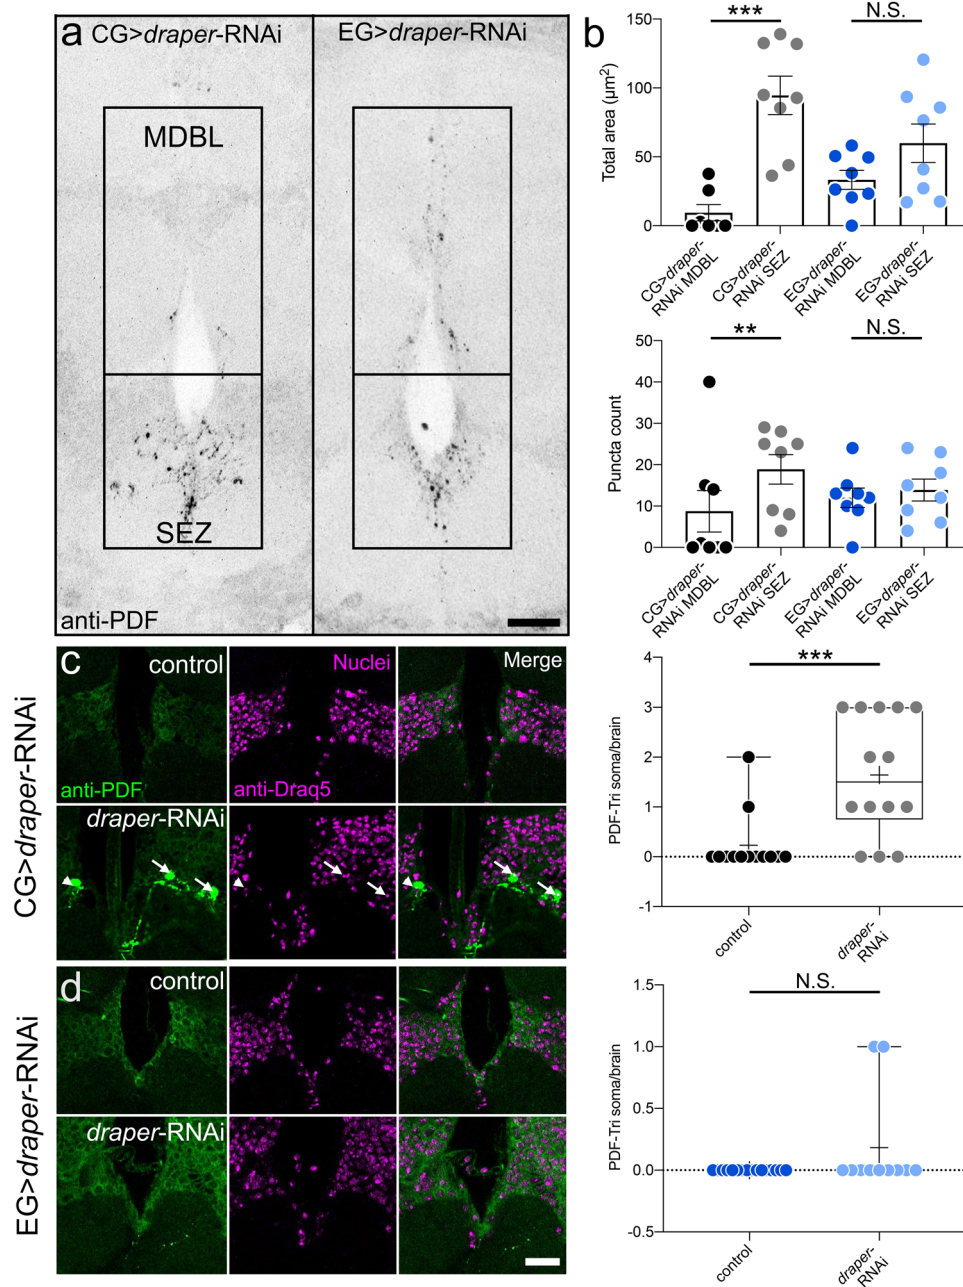 a
CG>draper-RNAi
EG>draper-RNAi
MDBL
SEZ
anti-PDF
b
***
N.S.
150
100
50
0
Total area (µm²)
CG>draper-
RNAi MDBL
CG>draper-
RNAi SEZ
EG>draper-
RNAi MDBL
EG>draper-
RNAi SEZ
**
N.S.
50
40
30
20
10
0
Puncta count
CG>draper-
RNAi MDBL
CG>draper-
RNAi SEZ
EG>draper-
RNAi MDBL
EG>draper-
RNAi SEZ
CG>draper-RNAi
c
control
Nuclei
Merge
anti-PDF
anti-Draq5
draper-RNAi
***
4
3
2
1
0
-1
PDF-Tri soma/brain
control
draper-
RNAi
EG>draper-RNAi
d
control
draper-RNAi
N.S.
1.5
1.0
0.5
0.0
-0.5
PDF-Tri soma/brain
control
draper-
RNAi